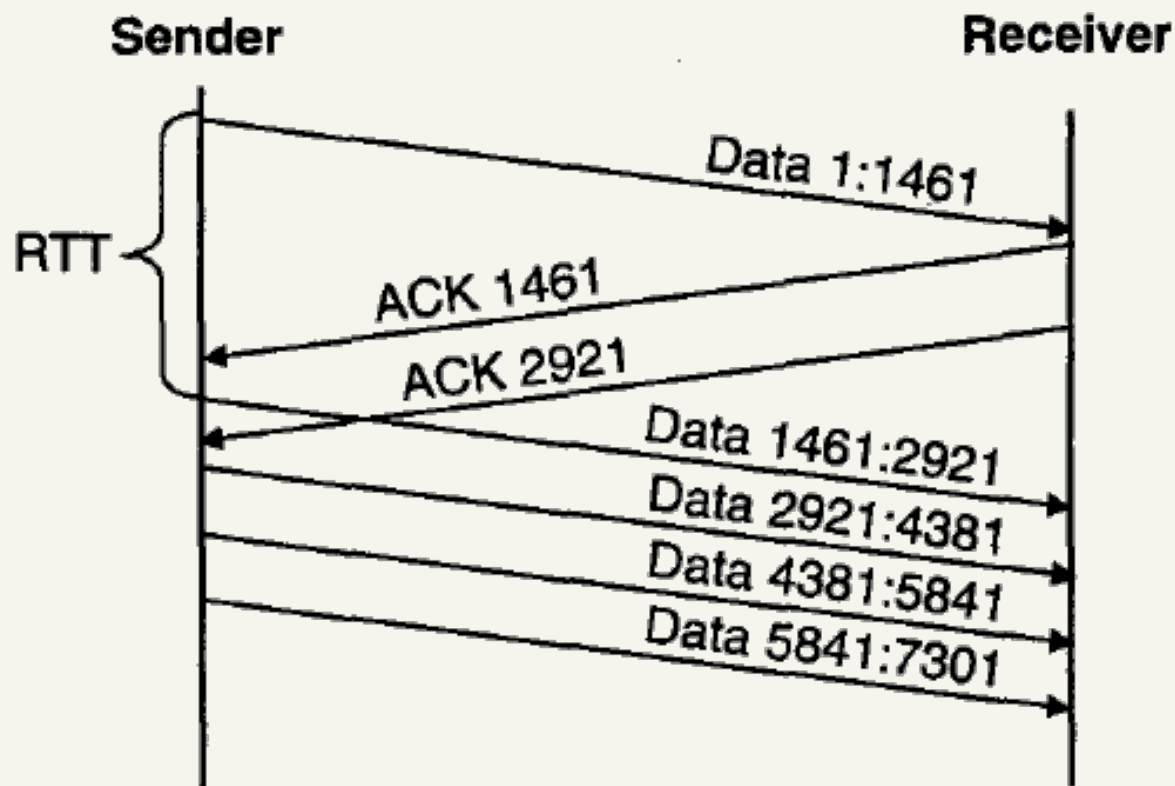 Sender
Receiver
Data 1:1461
RTT
ACK 1461
ACK 2921
Data 1461:2921
Data 2921:4381
Data 4381:5841
Data 5841:7301